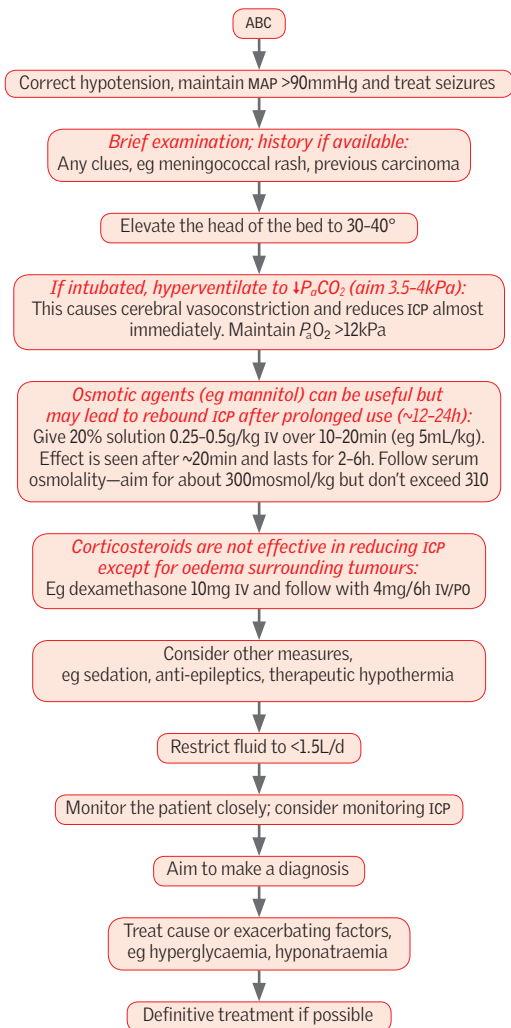 ABC
Correct hypotension, maintain MAP >90mmHg and treat seizures
Brief examination; history if available:
Any clues, eg meningococcal rash, previous carcinoma
Elevate the head of the bed to 30–40°
If intubated, hyperventilate to ↓PaCO₂ (aim 3.5–4kPa):
This causes cerebral vasoconstriction and reduces ICP almost
immediately. Maintain PaO₂ >12kPa
Osmotic agents (eg mannitol) can be useful but
may lead to rebound ICP after prolonged use (~12–24h):
Give 20% solution 0.25–0.5g/kg IV over 10–20min (eg 5mL/kg).
Effect is seen after ~20min and lasts for 2–6h. Follow serum
osmolality—aim for about 300mosmol/kg but don't exceed 310
Corticosteroids are not effective in reducing ICP
except for oedema surrounding tumours:
Eg dexamethasone 10mg IV and follow with 4mg/6h IV/PO
Consider other measures,
eg sedation, anti-epileptics, therapeutic hypothermia
Restrict fluid to <1.5L/d
Monitor the patient closely; consider monitoring ICP
Aim to make a diagnosis
Treat cause or exacerbating factors,
eg hyperglycaemia, hyponatraemia
Definitive treatment if possible